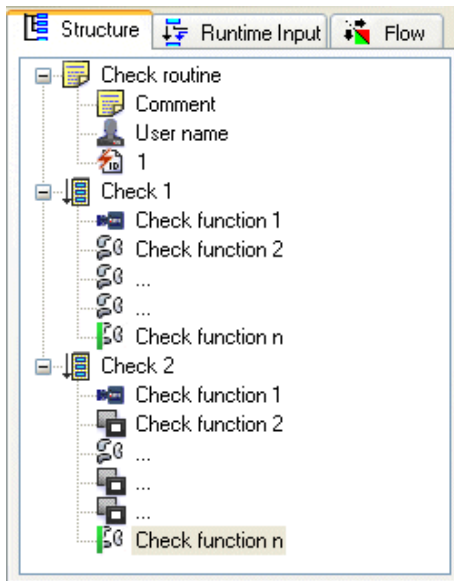 Structure Runtime Input Flow
Check routine
Comment
User name
ID 1
Check 1
Check function 1
Check function 2
...
...
Check function n
Check 2
Check function 1
Check function 2
...
...
...
Check function n